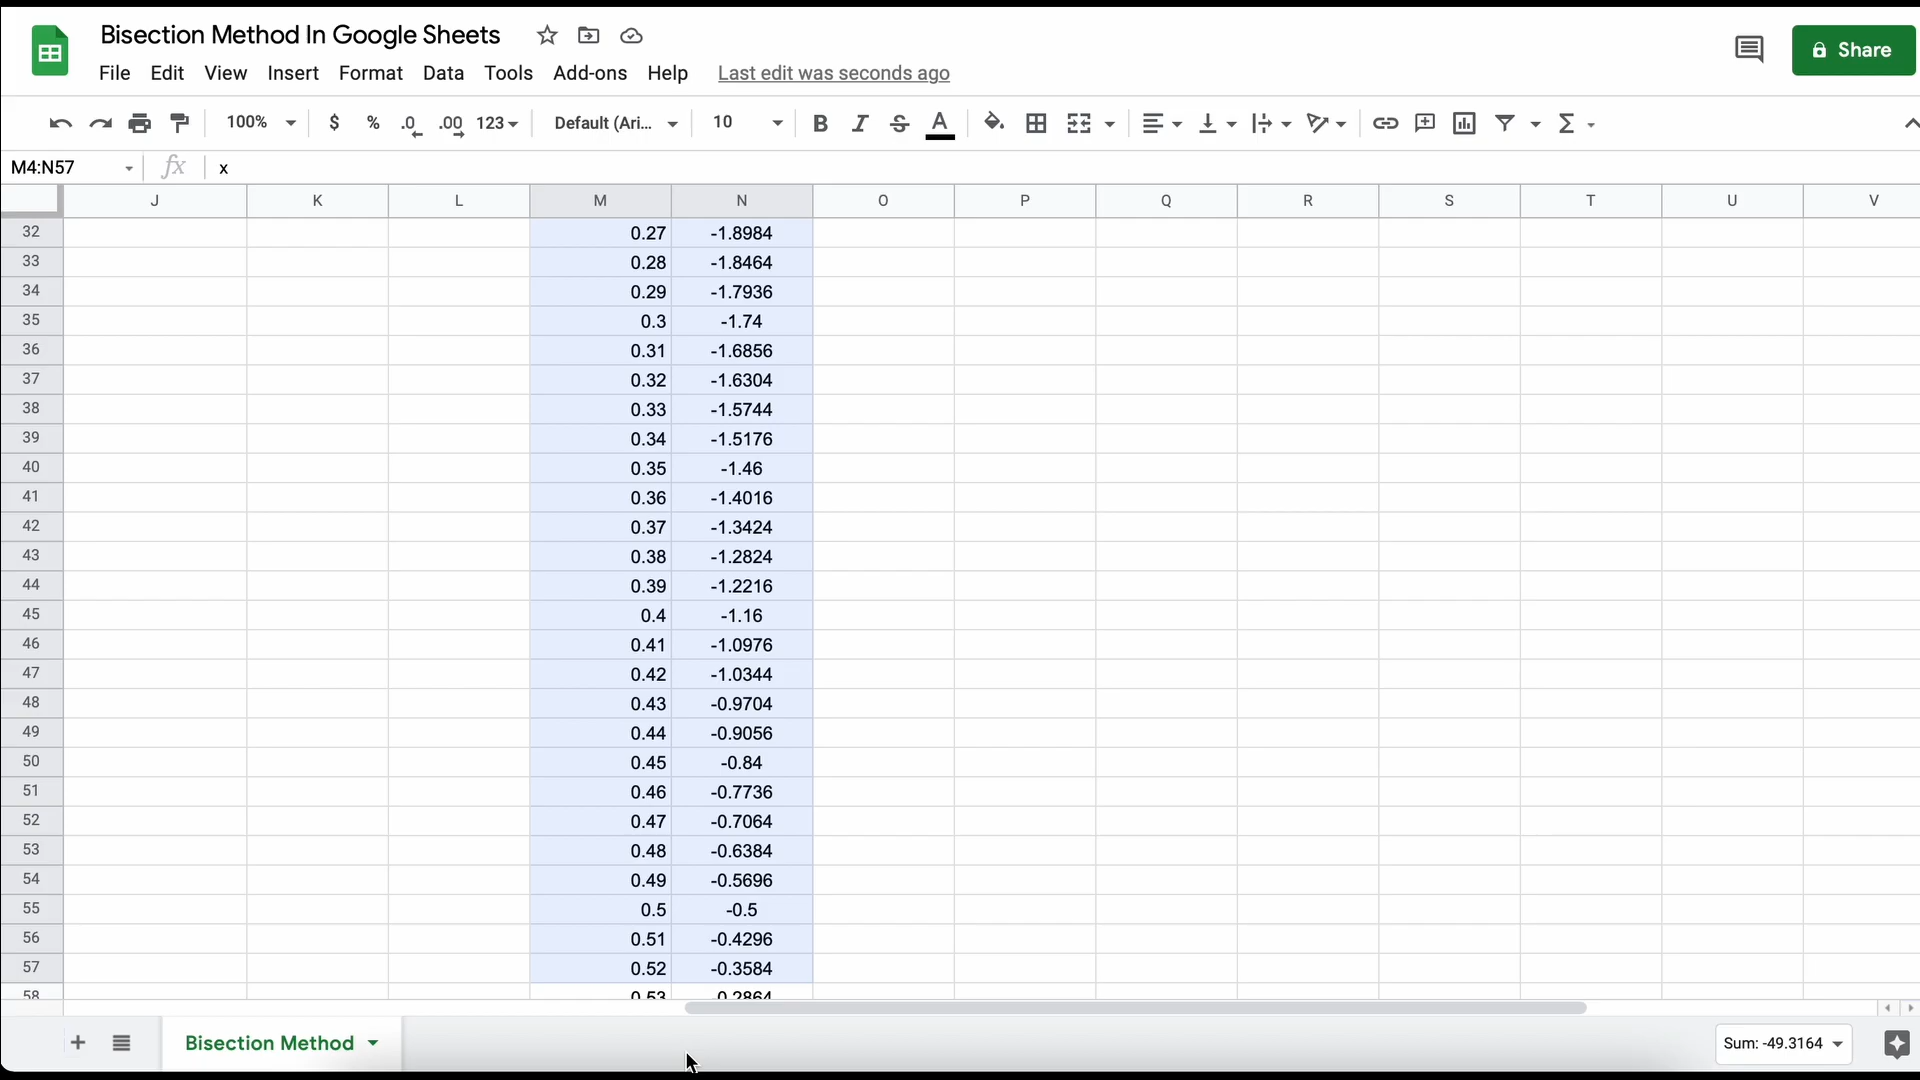 Bisection Method In Google Sheets
Share
File Edit View Insert Format Data Tools Add-ons Help Last edit was seconds ago
100% $ % .0 .00 123 Default (Ari... 10 B I S A Σ
M4:N57 fx x
J K L M N O P Q R S T U V
32 0.27 -1.8984
33 0.28 -1.8464
34 0.29 -1.7936
35 0.3 -1.74
36 0.31 -1.6856
37 0.32 -1.6304
38 0.33 -1.5744
39 0.34 -1.5176
40 0.35 -1.46
41 0.36 -1.4016
42 0.37 -1.3424
43 0.38 -1.2824
44 0.39 -1.2216
45 0.4 -1.16
46 0.41 -1.0976
47 0.42 -1.0344
48 0.43 -0.9704
49 0.44 -0.9056
50 0.45 -0.84
51 0.46 -0.7736
52 0.47 -0.7064
53 0.48 -0.6384
54 0.49 -0.5696
55 0.5 -0.5
56 0.51 -0.4296
57 0.52 -0.3584
58 0.53 -0.2864
+ Bisection Method Sum: -49.3164